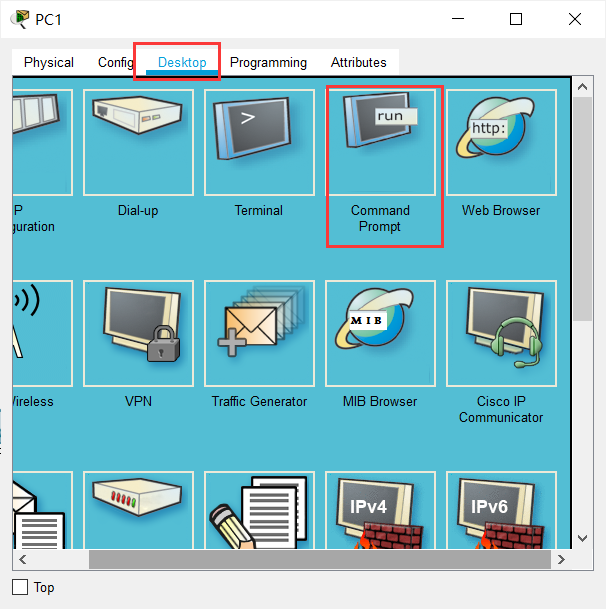 PC1
Physical Config Desktop Programming Attributes
>
run
http:
P
guration
Dial-up
Terminal
Command
Prompt
Web Browser
MIB
ireless
VPN
Traffic Generator
MIB Browser
Cisco IP
Communicator
IPv4
IPv6
Top